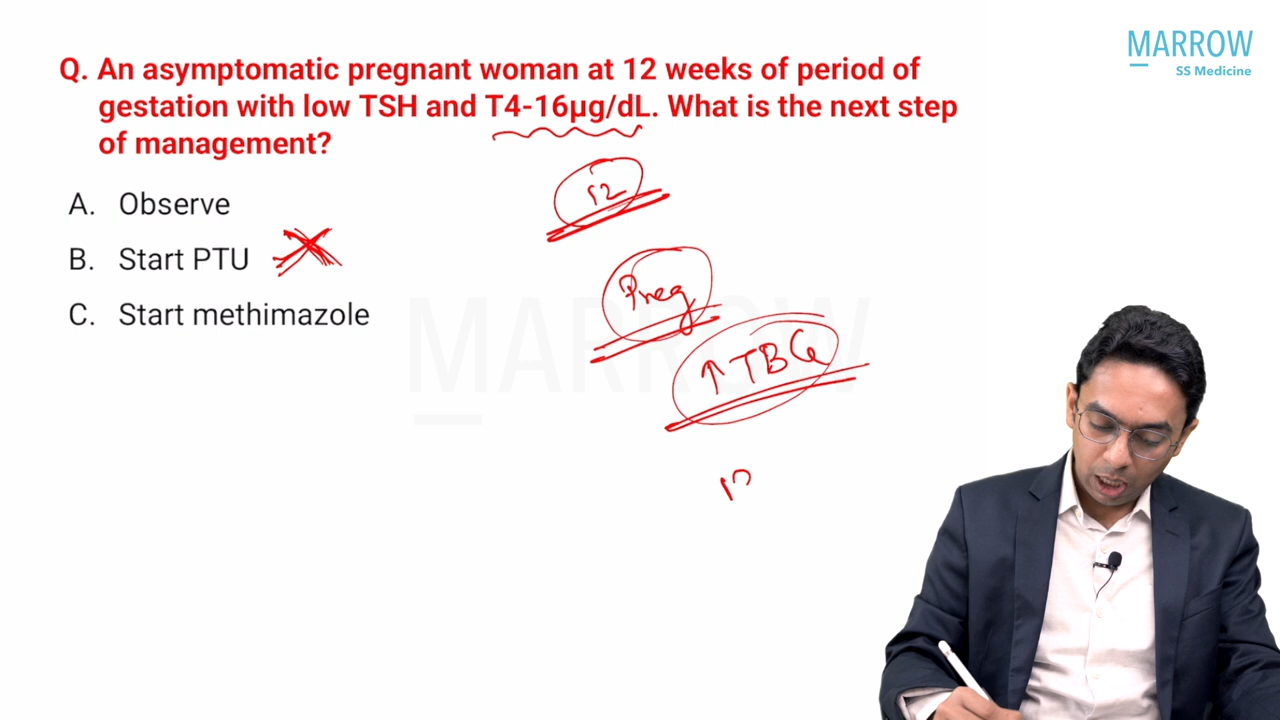 MARROW
SS Medicine
Q. An asymptomatic pregnant woman at 12 weeks of period of
gestation with low TSH and T4-16μg/dL. What is the next step
of management?
A. Observe
B. Start PTU
C. Start methimazole
12
Preg
↑ TBG
MARROW